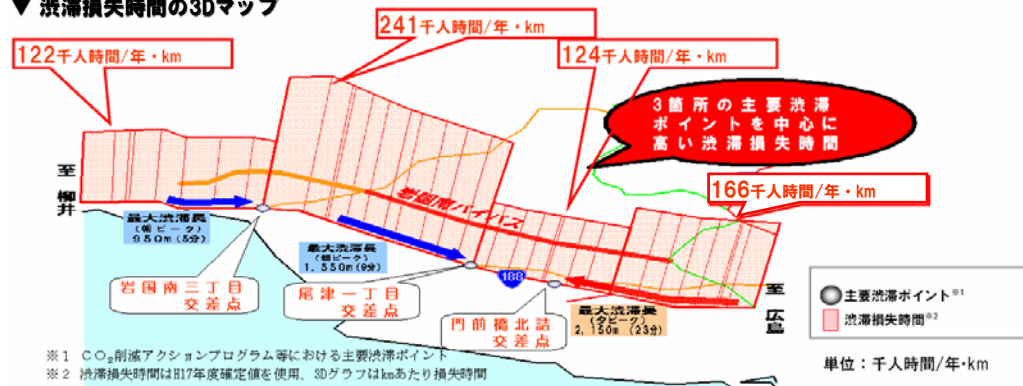 ▼ 渋滞損失時間の3Dマップ
241千人時間/年・km
122千人時間/年・km
124千人時間/年・km
3箇所の主要渋滞
ポイントを中心に
高い渋滞損失時間
166千人時間/年・km
至
柳
井
岩国南バイパス
最大渋滞長
(朝ピーク)
950m(5分)
最大渋滞長
(朝ピーク)
1,550m(9分)
188
岩国南三丁目
交差点
尾津一丁目
交差点
門前橋北詰
交差点
最大渋滞長
(夕ピーク)
2,150m (23分)
至
広
島
主要渋滞ポイント※1
渋滞損失時間※2
単位:千人時間/年・km
※1 CO₂削減アクションプログラム等における主要渋滞ポイント
※2 渋滞損失時間はH17年度確定値を使用、3Dグラフはkmあたり損失時間